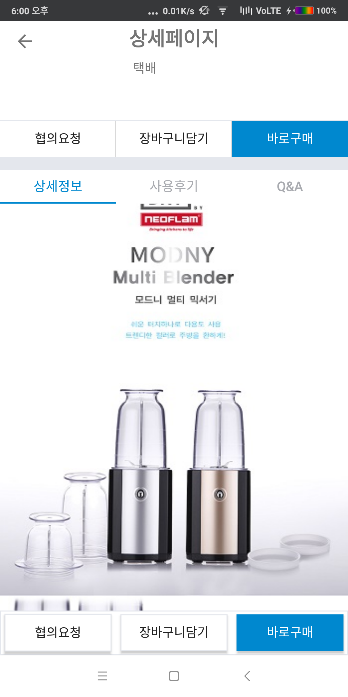 6:00 오후 ... 0.01K/s VoLTE 100%
상세페이지
택배
협의요청 장바구니담기 바로구매
상세정보 사용후기 Q&A
NEOFLAM
Bringing kitchens to life
MODNY
Multi Blender
모드니 멀티 믹서기
쉬운 터치하나로 다용도 사용
트랜디한 컬러로 주방을 환하게!
협의요청 장바구니담기 바로구매